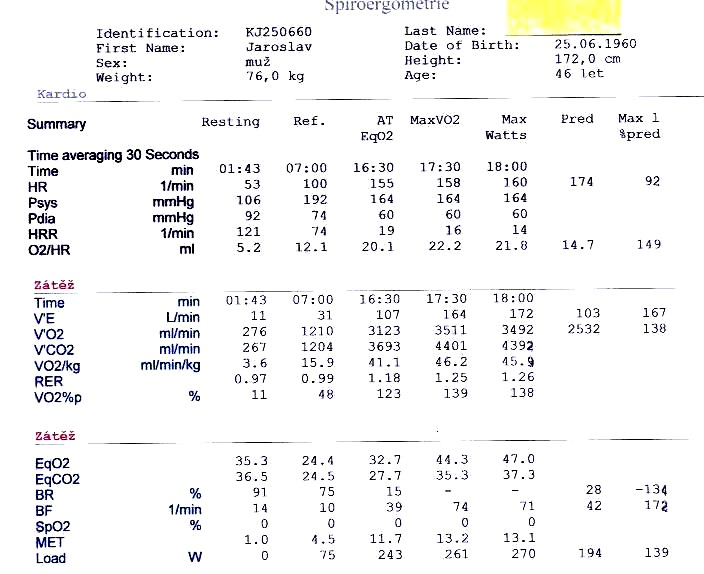 Spiroergometrie
Identification: KJ250660 Last Name:
First Name: Jaroslav Date of Birth: 25.06.1960
Sex: muž Height: 172,0 cm
Weight: 76,0 kg Age: 46 let
Kardio
Summary Resting Ref. AT MaxVO2 Max Pred Max 1
EqO2 Watts %pred
Time averaging 30 Seconds
Time min 01:43 07:00 16:30 17:30 18:00
HR 1/min 53 100 155 158 160 174 92
Psys mmHg 106 192 164 164 164
Pdia mmHg 92 74 60 60 60
HRR 1/min 121 74 19 16 14
O2/HR ml 5.2 12.1 20.1 22.2 21.8 14.7 149
Zátěž
Time min 01:43 07:00 16:30 17:30 18:00
V'E L/min 11 31 107 164 172 103 167
V'O2 ml/min 276 1210 3123 3511 3492 2532 138
V'CO2 ml/min 267 1204 3693 4401 4392
VO2/kg ml/min/kg 3.6 15.9 41.1 46.2 45.9
RER 0.97 0.99 1.18 1.25 1.26
VO2%p % 11 48 123 139 138
Zátěž
EqO2 35.3 24.4 32.7 44.3 47.0
EqCO2 36.5 24.5 27.7 35.3 37.3
BR % 91 75 15 - - 28 -134
BF 1/min 14 10 39 74 71 42 172
SpO2 % 0 0 0 0 0
MET 1.0 4.5 11.7 13.2 13.1
Load W 0 75 243 261 270 194 139